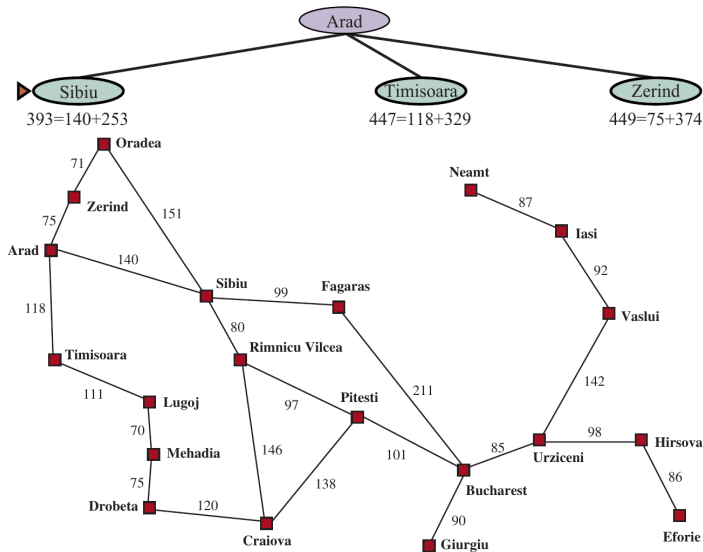 Arad
Sibiu Timisoara Zerind
393=140+253 447=118+329 449=75+374
Oradea
71
Neamt
87
Zerind
151
75
Iasi
Arad
140
92
Sibiu
Fagaras
99
118
Vaslui
80
Timisoara
Rimnicu Vilcea
111
142
Lugoj
97
Pitesti
211
70
Mehadia
146
101
85
98
Hirsova
Urziceni
75
138
86
Bucharest
Drobeta
120
90
Craiova
Giurgiu
Eforie